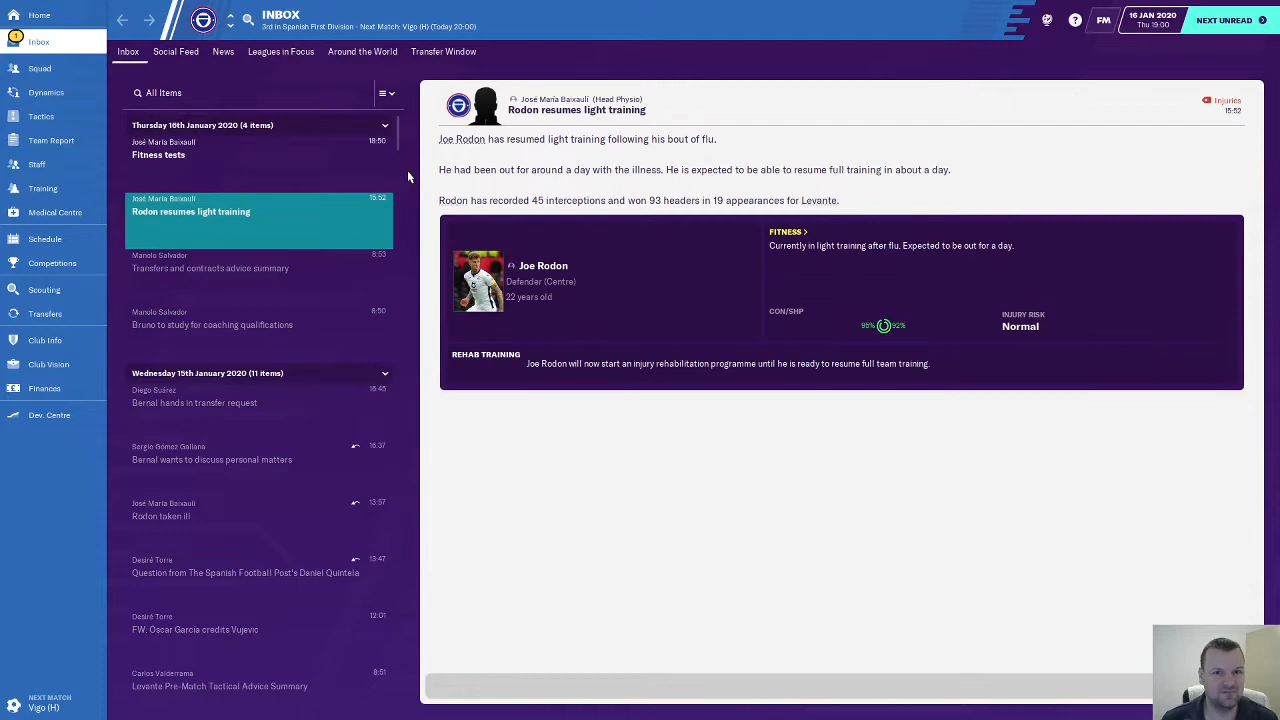 Home
INBOX
3rd in Spanish First Division - Next Match: Vigo (H) (Today 20:00)
FM
16 JAN 2020
Thu 19:00
NEXT UNREAD
1
Inbox
Squad
Dynamics
Tactics
Team Report
Staff
Training
Medical Centre
Schedule
Competitions
Scouting
Transfers
Club Info
Club Vision
Finances
Dev. Centre
NEXT MATCH
Vigo (H)
Inbox Social Feed News Leagues in Focus Around the World Transfer Window
All Items
Thursday 16th January 2020 (4 items)
José María Baixauli 18:50
Fitness tests
José María Baixauli 15:52
Rodon resumes light training
Manolo Salvador 8:53
Transfers and contracts advice summary
Manolo Salvador 8:50
Bruno to study for coaching qualifications
Wednesday 15th January 2020 (11 items)
Diego Suárez 16:45
Bernal hands in transfer request
Sergio Gómez Galiana 16:37
Bernal wants to discuss personal matters
José María Baixauli 13:57
Rodon taken ill
Desiré Torre 13:47
Question from The Spanish Football Post's Daniel Quintela
Desiré Torre 12:01
FW: Oscar García credits Vujevic
Carlos Valderrama 8:51
Levante Pre-Match Tactical Advice Summary
José María Baixaulí (Head Physio)
Rodon resumes light training
Injuries
15:52
Joe Rodon has resumed light training following his bout of flu.
He had been out for around a day with the illness. He is expected to be able to resume full training in about a day.
Rodon has recorded 45 interceptions and won 93 headers in 19 appearances for Levante.
Joe Rodon
Defender (Centre)
22 years old
FITNESS >
Currently in light training after flu. Expected to be out for a day.
CON/SHP
95% 92%
INJURY RISK
Normal
REHAB TRAINING
Joe Rodon will now start an injury rehabilitation programme until he is ready to resume full team training.